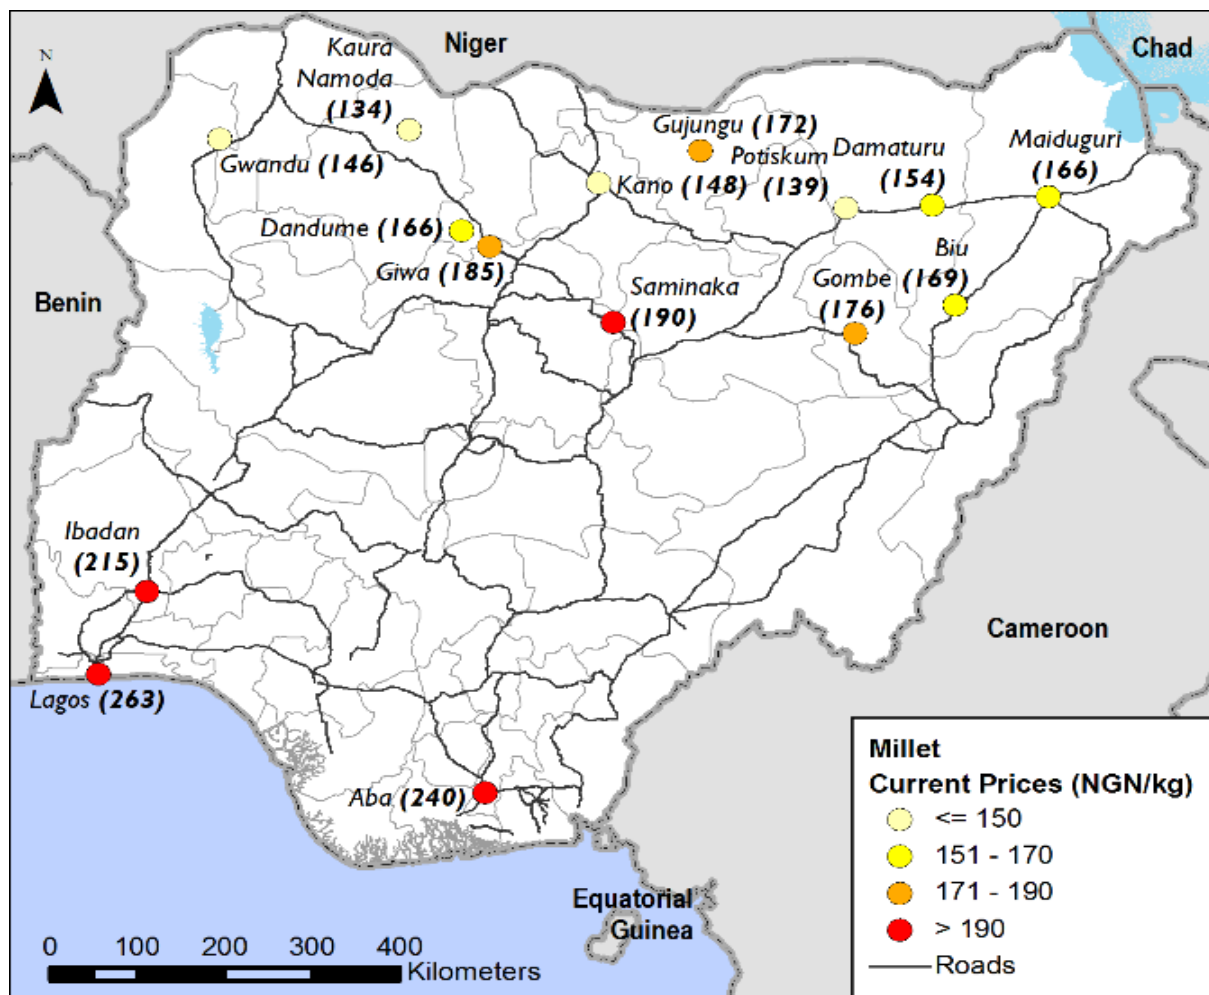 Niger
Chad
N
Kaura
Namoda
(134)
Gwandu (146)
Gujungu (172)
Potiskum
(139)
Kano (148)
Damaturu
(154)
Maiduguri
(166)
Dandume (166)
Giwa (185)
Biu
(169)
Gombe
(176)
Saminaka
(190)
Benin
Ibadan
(215)
Lagos (263)
Aba (240)
Cameroon
Equatorial
Guinea
0 100 200 300 400
Kilometers
Millet
Current Prices (NGN/kg)
<= 150
151 - 170
171 - 190
> 190
Roads